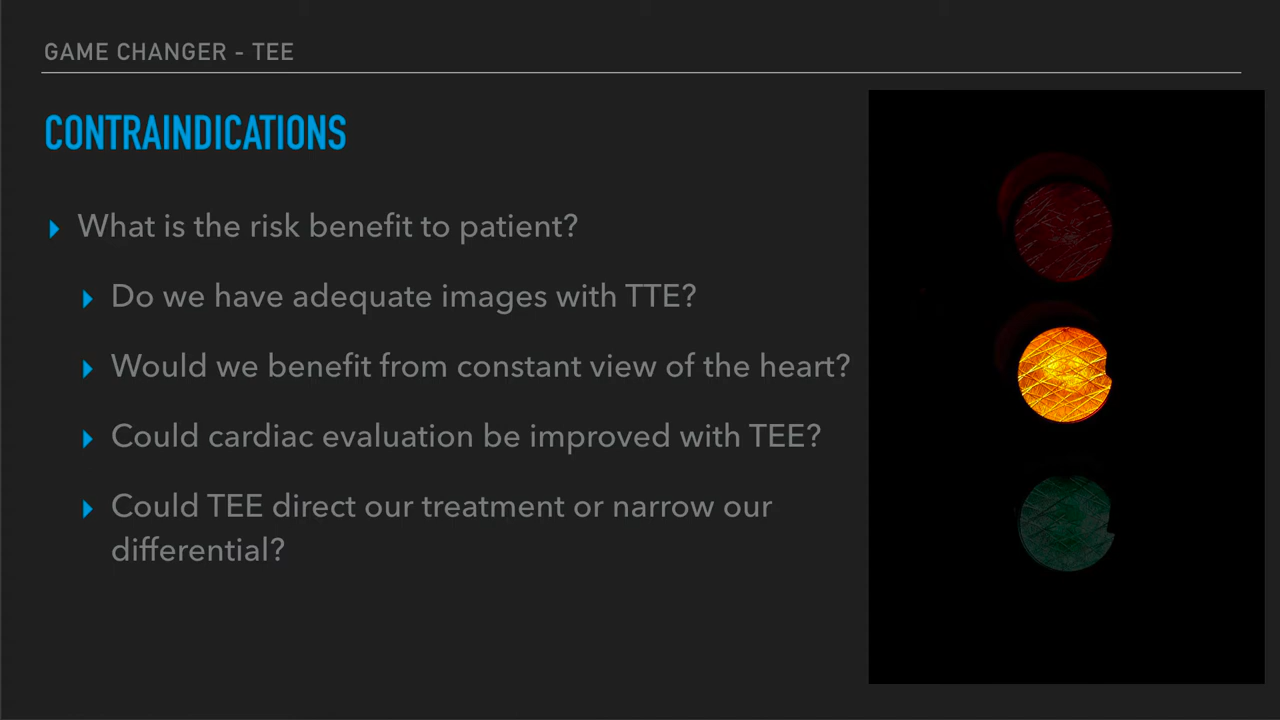 GAME CHANGER - TEE
CONTRAINDICATIONS
What is the risk benefit to patient?
Do we have adequate images with TTE?
Would we benefit from constant view of the heart?
Could cardiac evaluation be improved with TEE?
Could TEE direct our treatment or narrow our
differential?